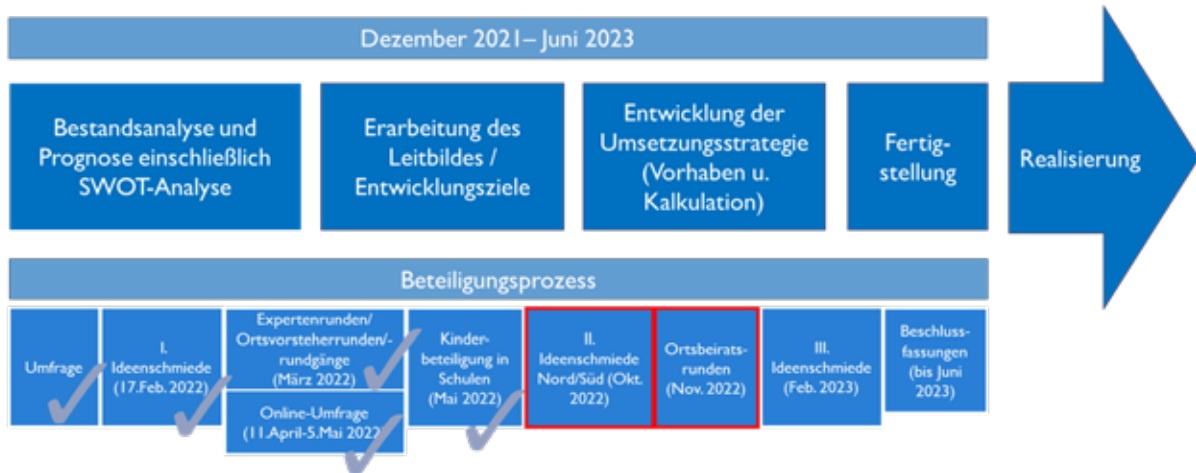 Dezember 2021– Juni 2023
Bestandsanalyse und
Prognose einschließlich
SWOT-Analyse
Erarbeitung des
Leitbildes /
Entwicklungsziele
Entwicklung der
Umsetzungsstrategie
(Vorhaben u.
Kalkulation)
Fertig-
stellung
Realisierung
Beteiligungsprozess
Umfrage
I.
Ideenschmiede
(17.Feb. 2022)
Expertenrunden/
Ortsvorsteherrunden/-
rundgänge
(März 2022)
Online-Umfrage
(11.April-5.Mai 2022)
Kinder-
beteiligung in
Schulen
(Mai 2022)
II.
Ideenschmiede
Nord/Süd (Okt.
2022)
Ortsbeirats-
runden
(Nov. 2022)
III.
Ideenschmiede
(Feb. 2023)
Beschluss-
fassungen
(bis Juni
2023)